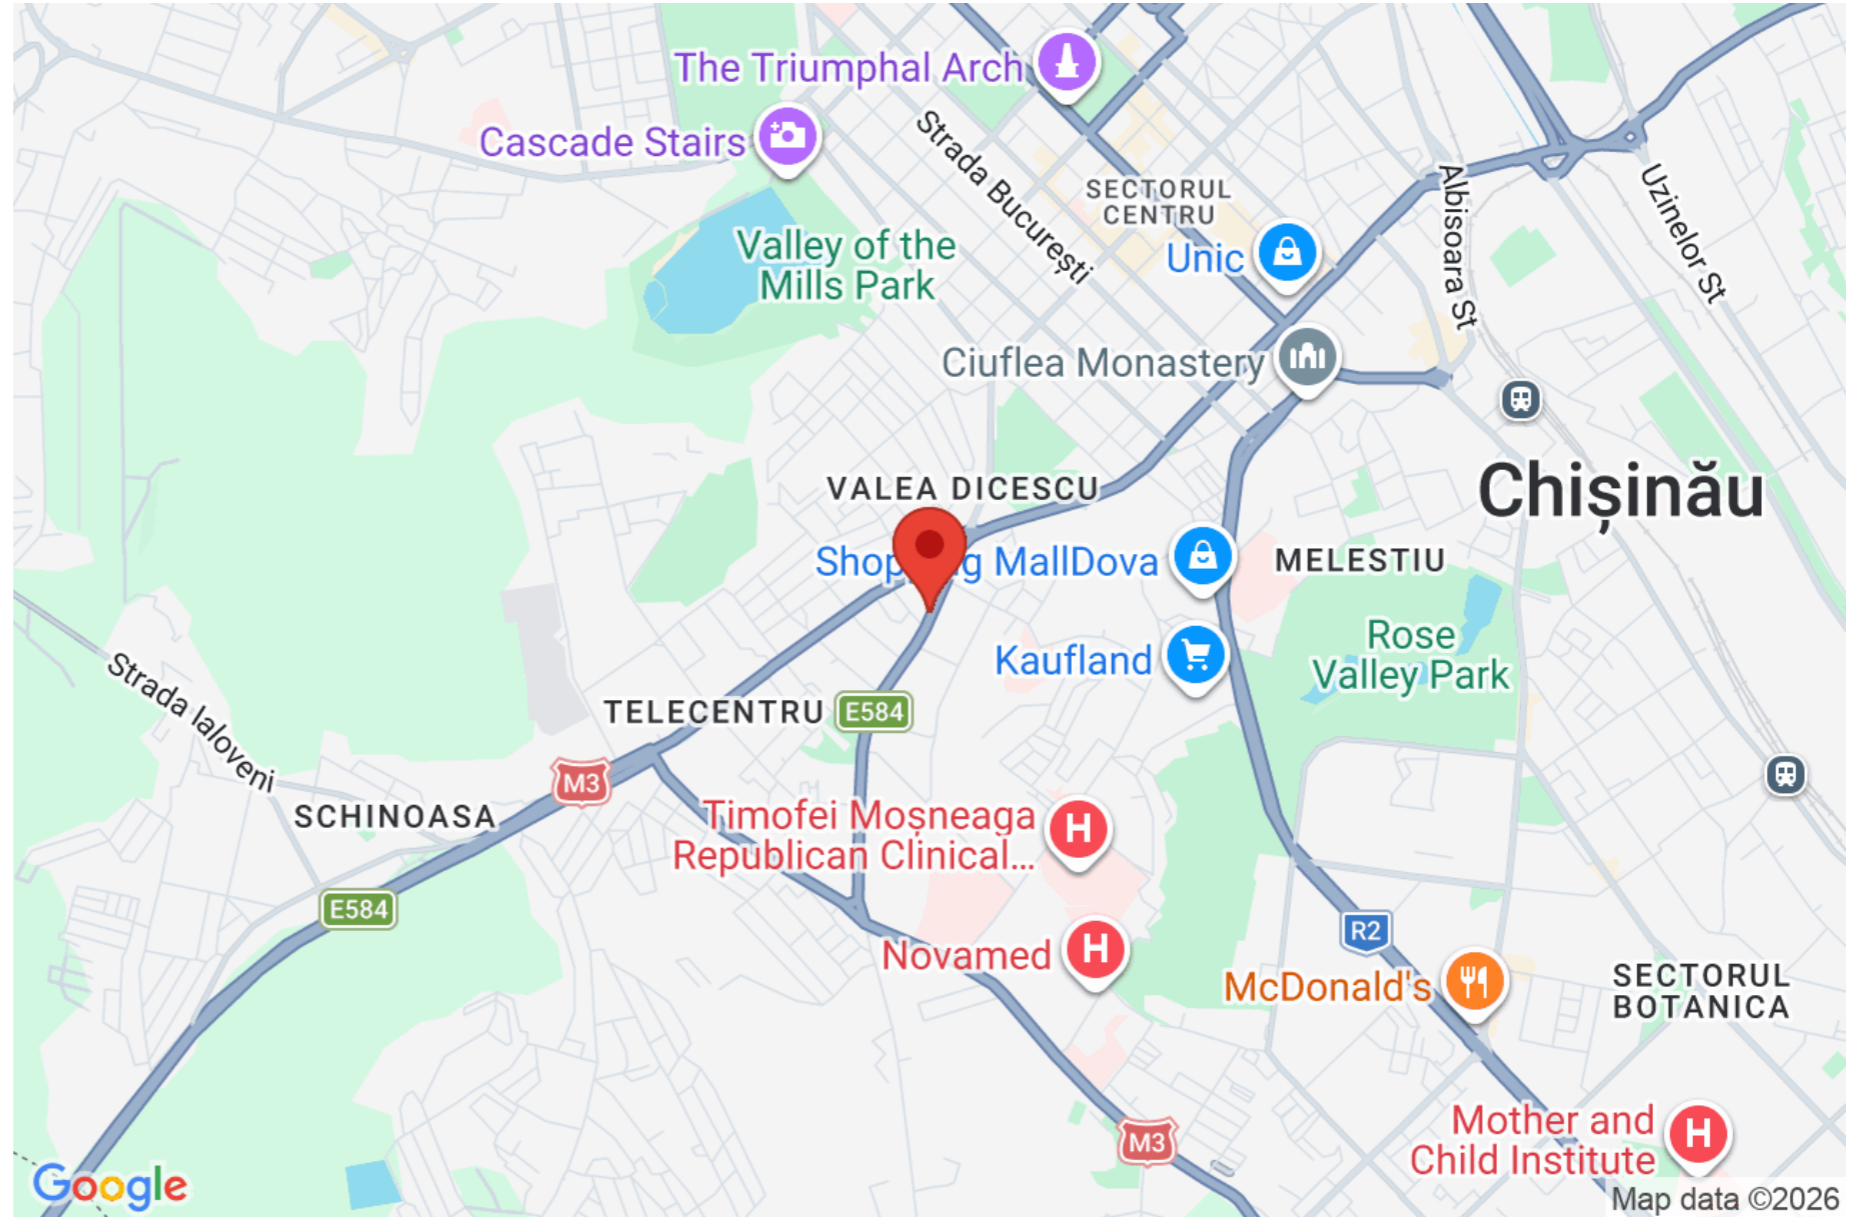 The Triumphal Arch
Cascade Stairs
Strada București
SECTORUL
CENTRU
Albisoara St
Uzinelor St
Valley of the
Mills Park
Unic
Ciuflea Monastery
VALEA DICESCU
Chișinău
Shopping MallDova
MELESTIU
Rose
Valley Park
Kaufland
Strada Ialoveni
TELECENTRU
E584
M3
SCHINOASA
Timofei Moșneaga
Republican Clinical...
E584
R2
Novamed
McDonald's
SECTORUL
BOTANICA
M3
Mother and
Child Institute
Google
Map data ©2026